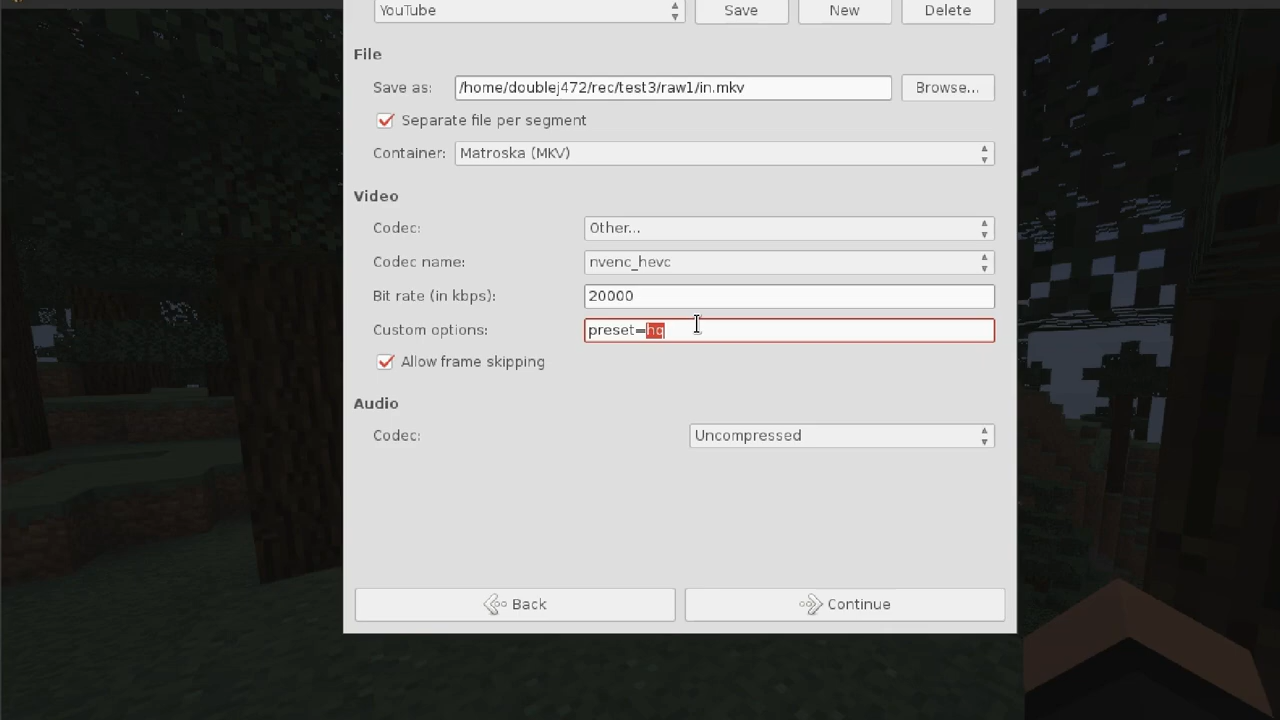 YouTube
Save
New
Delete
File
Save as: /home/doublej472/rec/test3/raw1/in.mkv Browse...
Separate file per segment
Container: Matroska (MKV)
Video
Codec: Other...
Codec name: nvenc_hevc
Bit rate (in kbps): 20000
Custom options: preset=hq
Allow frame skipping
Audio
Codec: Uncompressed
Back
Continue